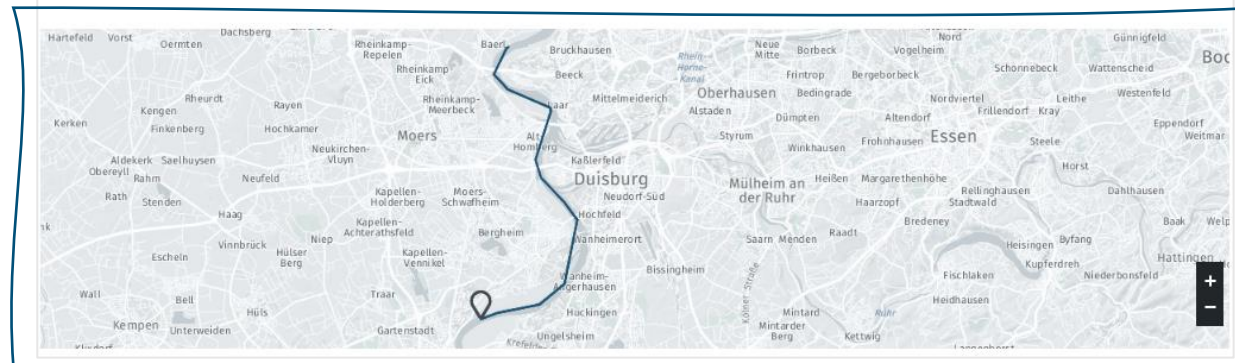 Hartefeld
Vorst
Oermten
Dachsberg
Rheinkamp-
Repelen
Baerl
Bruckhausen
Rhein-
Herne-
Kanal
Neue
Mitte
Borbeck
Vogelheim
Nord
Günnigfeld
Boc
Rheinkamp
Eick
Beeck
Frintrop
Bergeborbeck
Schonnebeck
Wattenscheid
Kengen
Rheurdt
Rayen
Rheinkamp-
Meerbeck
Laar
Mittelmeiderich
Oberhausen
Bedingrade
Alstaden
Nordviertel
Leithe
Westenfeld
Kerken
Finkenberg
Hochkamer
Moers
Alt-
Homberg
Styrum
Dümpten
Altendorf
Frillendorf
Kray
Eppendorf
Weitmar
Neukirchen-
Vluyn
Kaßlerfeld
Winkhausen
Frohnhausen
Essen
Steele
Aldekerk
Saelhuysen
Obereyll
Rahm
Neufeld
Duisburg
Mülheim an
der Ruhr
Heißen
Margarethenhöhe
Horst
Rath
Stenden
Kapellen-
Holderberg
Moers-
Schwafheim
Neudorf-Süd
Haarzopf
Rellinghausen
Stadtwald
Dahlhausen
nk
Haag
Kapellen-
Achterathsfeld
Hochfeld
Bredeney
Baak
Welp
Vinnbrück
Niep
Bergheim
Wanheimerort
Saarn
Menden
Raadt
Heisingen
Byfang
Escheln
Hülser
Berg
Kapellen-
Vennikel
Bissingheim
Kupferdreh
Hattingen
Wanheim-
Angerhausen
Kölner Straße
Fischlaken
Niederbonsfeld
+
Wall
Bell
Hüls
Traar
Huckingen
Mintard
Ruhr
Heidhausen
−
Kempen
Unterweiden
Gartenstadt
Ungelsheim
Mintarder
Berg
Kettwig